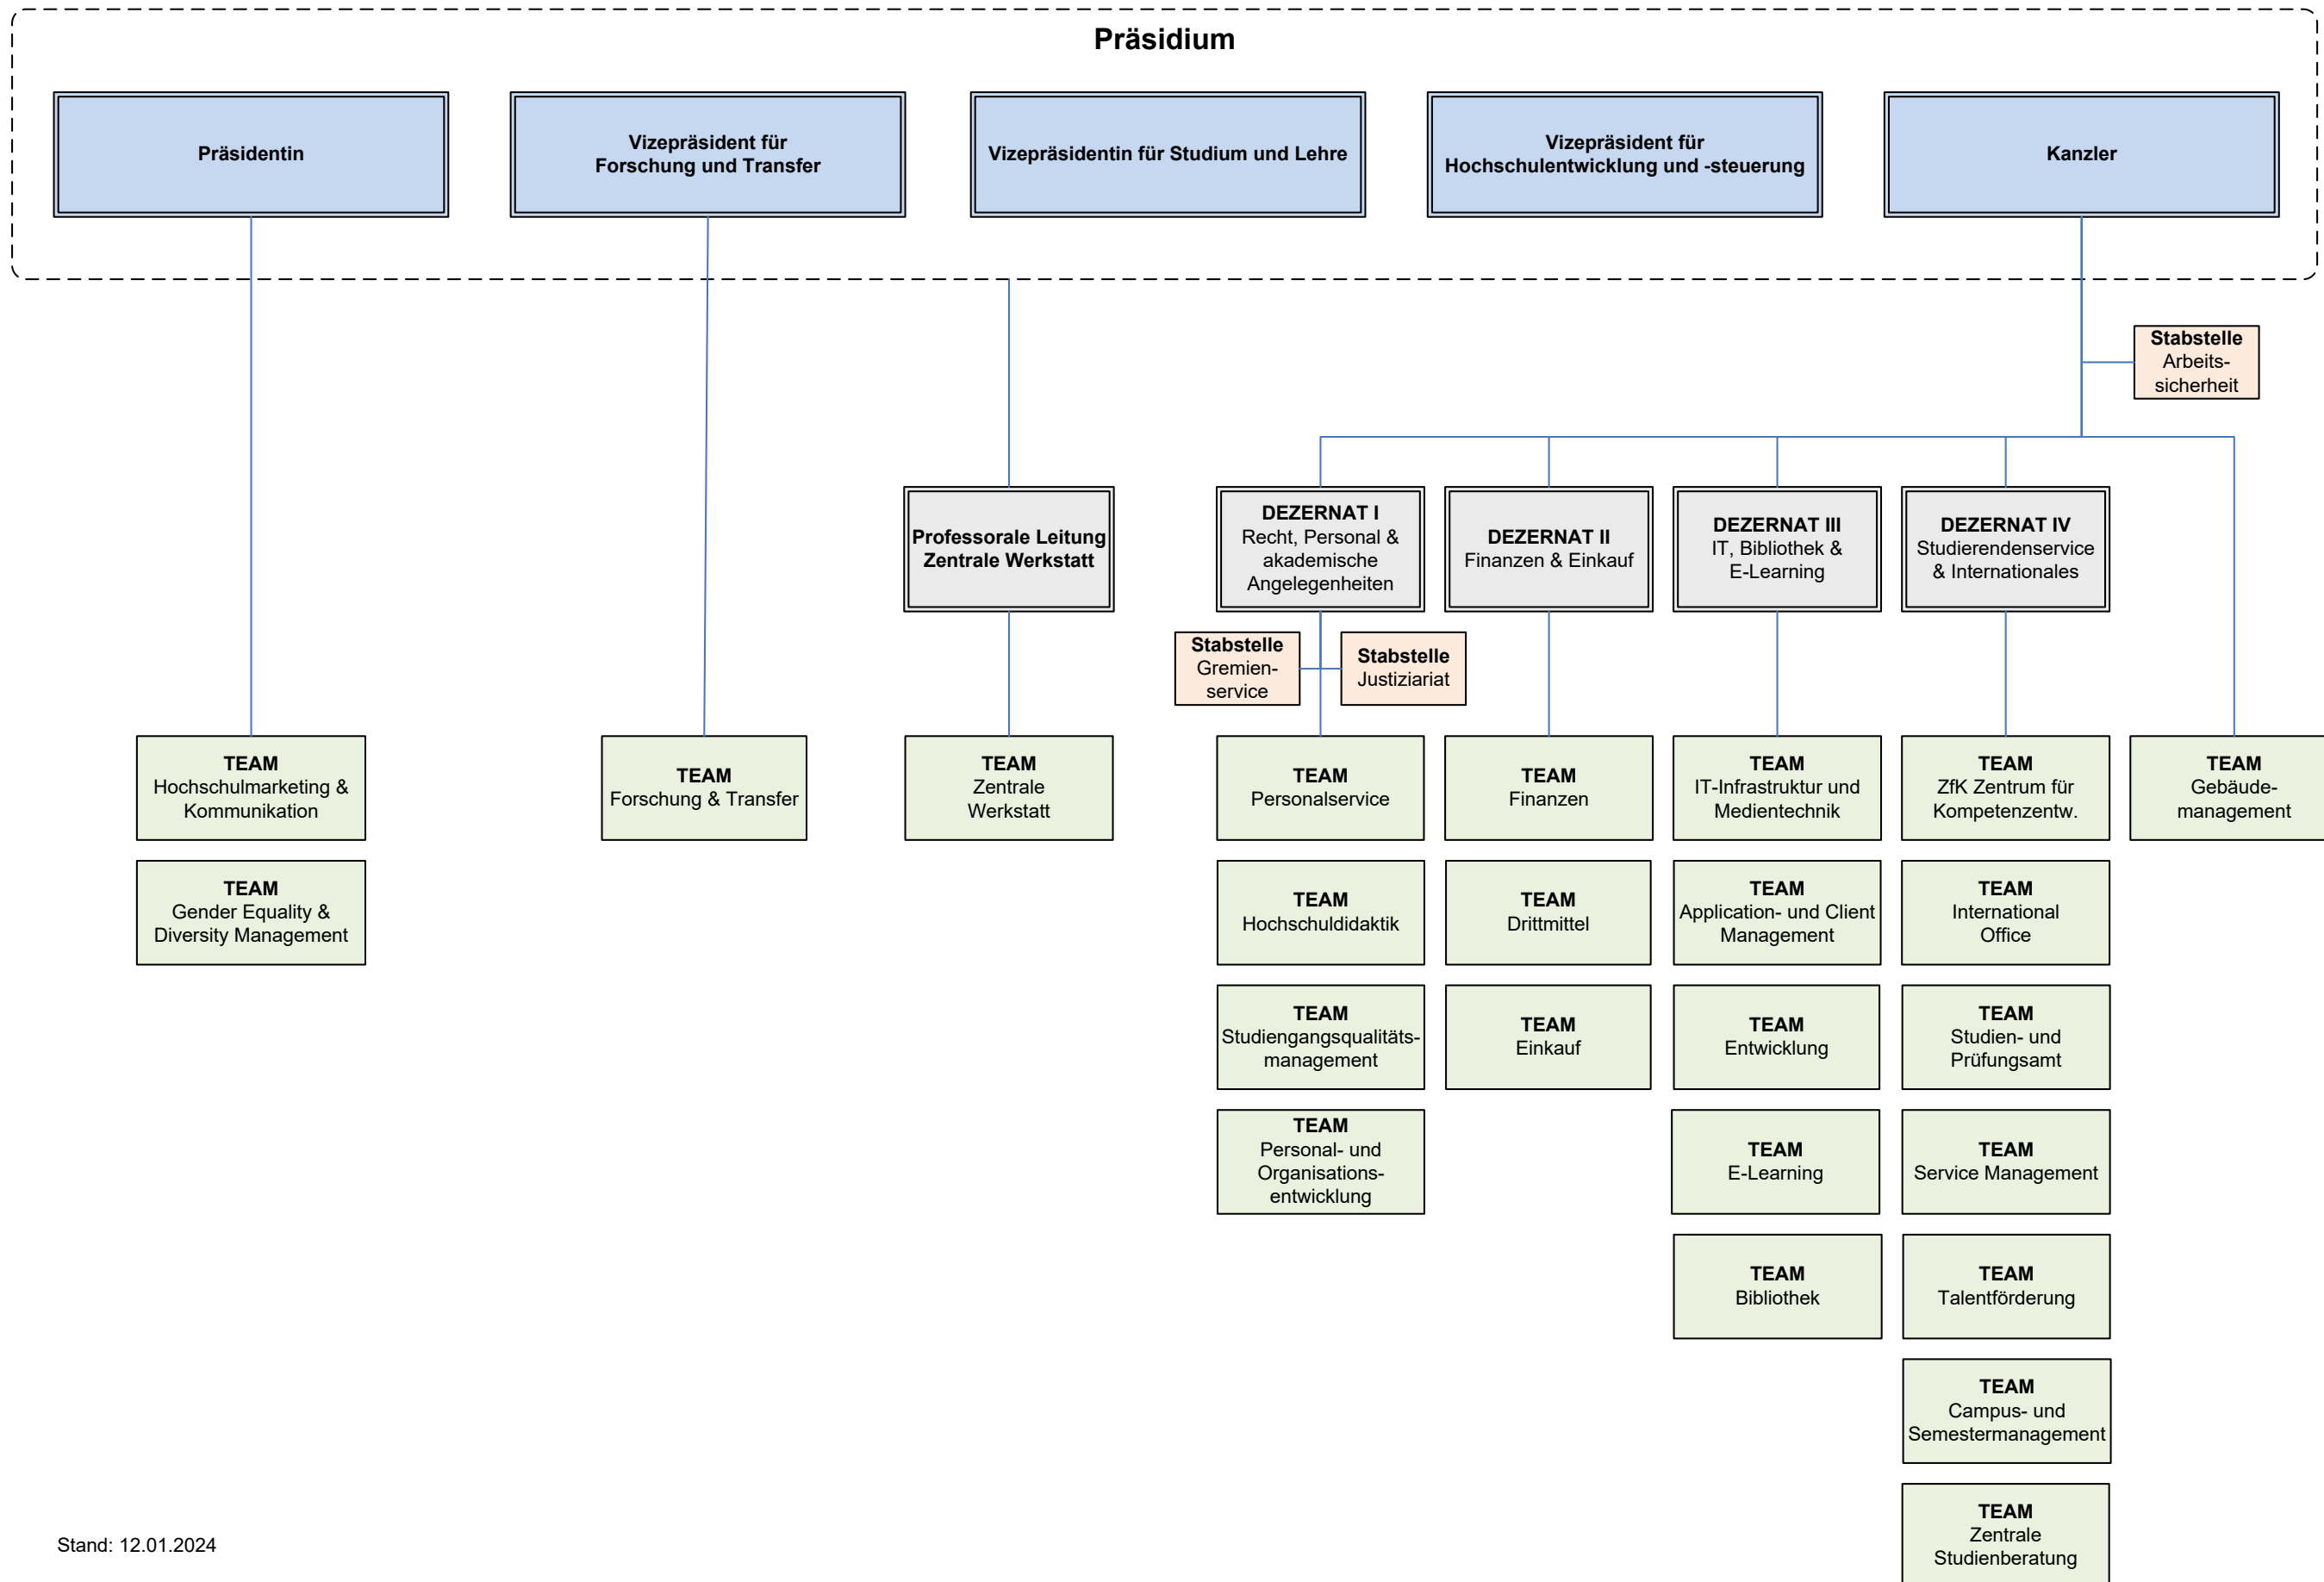 Präsidium
Präsidentin
Vizepräsident für
Forschung und Transfer
Vizepräsidentin für Studium und Lehre
Vizepräsident für
Hochschulentwicklung und -steuerung
Kanzler
Stabstelle
Arbeits-
sicherheit
Professorale Leitung
Zentrale Werkstatt
DEZERNAT I
Recht, Personal &
akademische
Angelegenheiten
DEZERNAT II
Finanzen & Einkauf
DEZERNAT III
IT, Bibliothek &
E-Learning
DEZERNAT IV
Studierendenservice
& Internationales
Stabstelle
Gremien-
service
Stabstelle
Justiziariat
TEAM
Hochschulmarketing &
Kommunikation
TEAM
Forschung & Transfer
TEAM
Zentrale
Werkstatt
TEAM
Personalservice
TEAM
Finanzen
TEAM
IT-Infrastruktur und
Medientechnik
TEAM
ZfK Zentrum für
Kompetenzentw.
TEAM
Gebäude-
management
TEAM
Gender Equality &
Diversity Management
TEAM
Hochschuldidaktik
TEAM
Drittmittel
TEAM
Application- und Client
Management
TEAM
International
Office
TEAM
Studiengangsqualitäts-
management
TEAM
Einkauf
TEAM
Entwicklung
TEAM
Studien- und
Prüfungsamt
TEAM
Personal- und
Organisations-
entwicklung
TEAM
E-Learning
TEAM
Service Management
TEAM
Bibliothek
TEAM
Talentförderung
TEAM
Campus- und
Semestermanagement
TEAM
Zentrale
Studienberatung
Stand: 12.01.2024